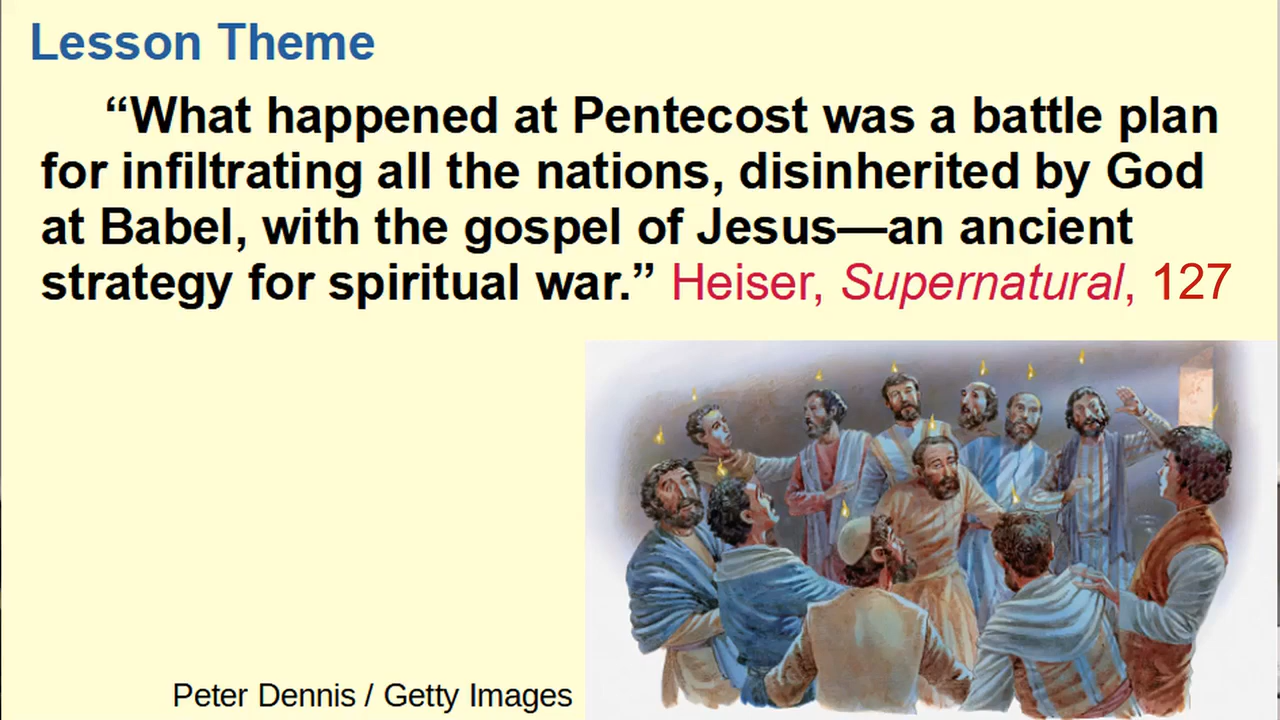 Lesson Theme
“What happened at Pentecost was a battle plan
for infiltrating all the nations, disinherited by God
at Babel, with the gospel of Jesus—an ancient
strategy for spiritual war.” Heiser, Supernatural, 127
Peter Dennis / Getty Images